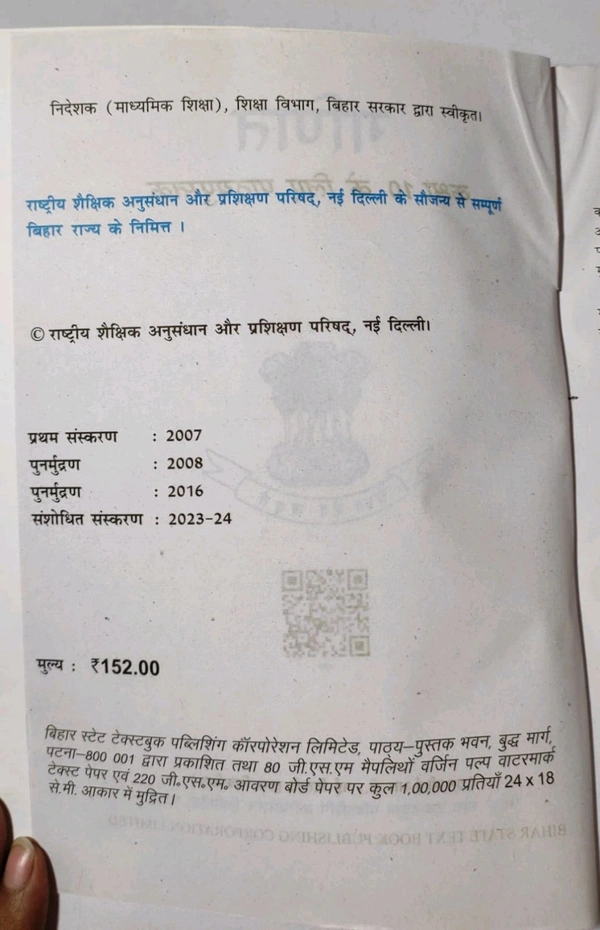 निदेशक (माध्यमिक शिक्षा), शिक्षा विभाग, बिहार सरकार द्वारा स्वीकृत।
राष्ट्रीय शैक्षिक अनुसंधान और प्रशिक्षण परिषद्, नई दिल्ली के सौजन्य से सम्पूर्ण
बिहार राज्य के निमित्त ।
© राष्ट्रीय शैक्षिक अनुसंधान और प्रशिक्षण परिषद्, नई दिल्ली।
प्रथम संस्करण : 2007
पुनर्मुद्रण : 2008
पुनर्मुद्रण : 2016
संशोधित संस्करण : 2023-24
मुल्य : ₹152.00
बिहार स्टेट टेक्स्टबुक पब्लिशिंग कॉरपोरेशन लिमिटेड, पाठ्य–पुस्तक भवन, बुद्ध मार्ग,
पटना–800 001 द्वारा प्रकाशित तथा 80 जी.एस.एम मैपलिथों वर्जिन पल्प वाटरमार्क
टेक्स्ट पेपर एवं 220 जी॰एस॰एम॰ आवरण बोर्ड पेपर पर कुल 1,00,000 प्रतियाँ 24 x 18
से.मी. आकार में मुद्रित।